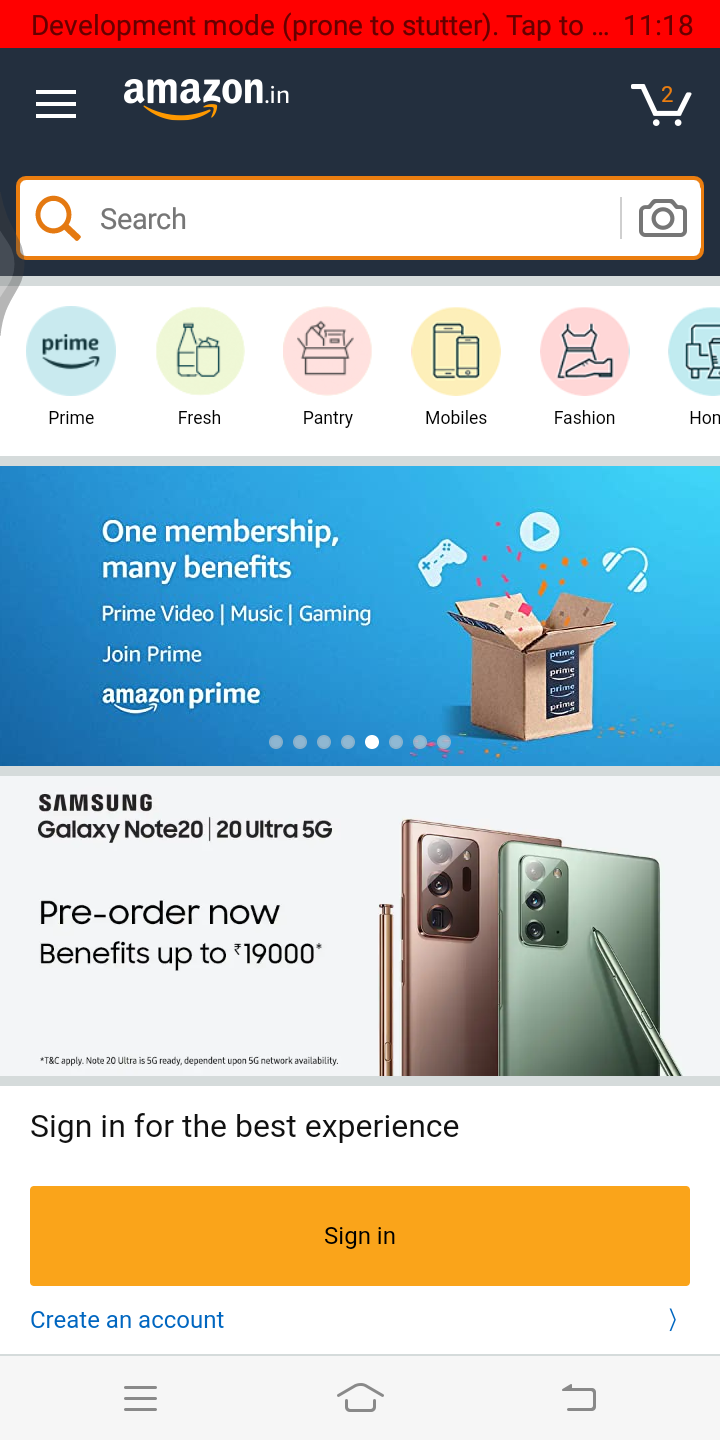 Development mode (prone to stutter). Tap to ... 11:18
amazon.in
2
Search
prime
Prime
Fresh
Pantry
Mobiles
Fashion
Hon
One membership,
many benefits
Prime Video | Music | Gaming
Join Prime
amazon prime
prime
prime
prime
prime
SAMSUNG
Galaxy Note20 | 20 Ultra 5G
Pre-order now
Benefits up to ₹19000*
*T&C apply. Note 20 Ultra is 5G ready, dependent upon 5G network availability.
Sign in for the best experience
Sign in
Create an account